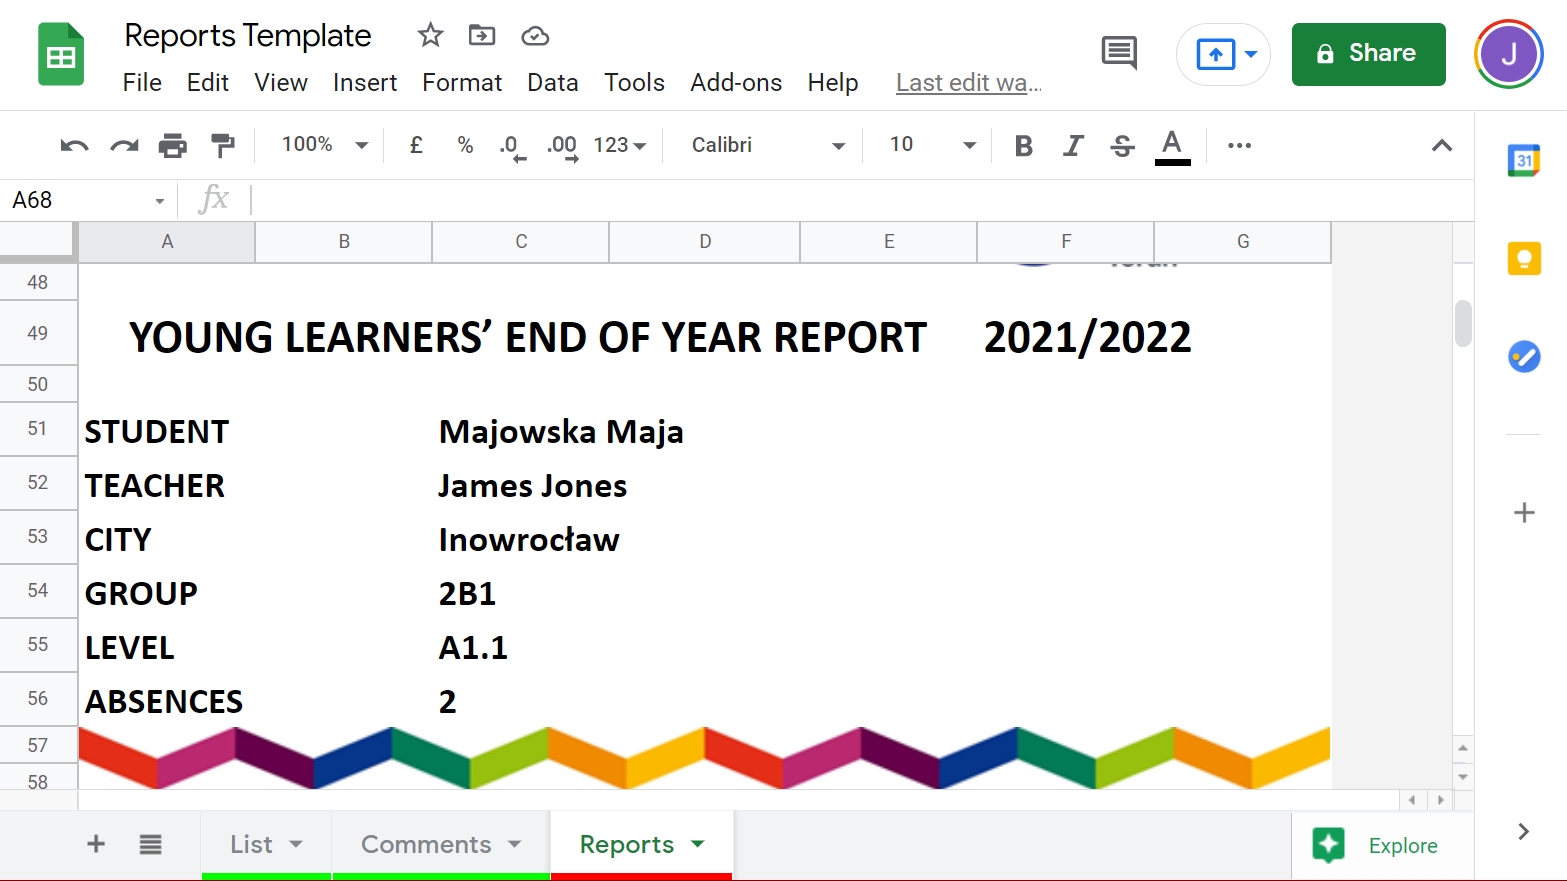 Reports Template
File Edit View Insert Format Data Tools Add-ons Help Last edit wa...
Share
J
100% £ % .0 .00 123 Calibri 10 B I S A
31
A68 fx
A B C D E F G
48
49 YOUNG LEARNERS’ END OF YEAR REPORT 2021/2022
50
51 STUDENT Majowska Maja
52 TEACHER James Jones
53 CITY Inowrocław
54 GROUP 2B1
55 LEVEL A1.1
56 ABSENCES 2
57
58
List Comments Reports Explore